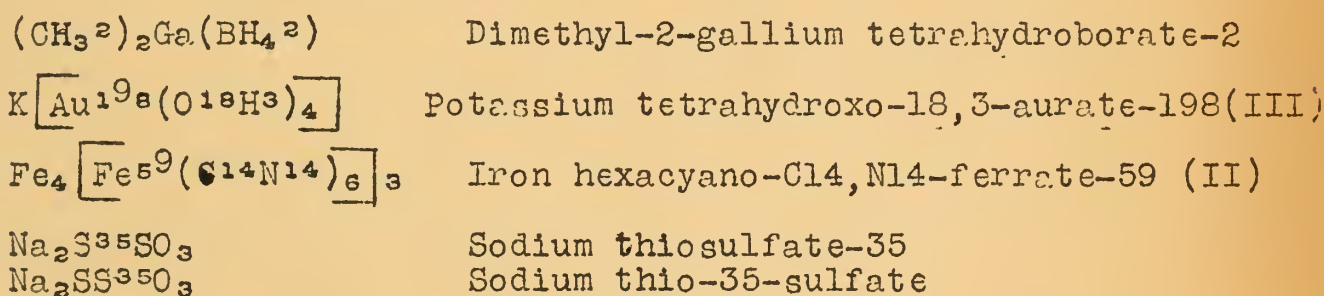 (CH₃²)₂Ga(BH₄²) Dimethyl-2-gallium tetrahydroborate-2
K[Au¹⁹⁸(O¹⁸H³)₄] Potassium tetrahydroxo-18,3-aurate-198(III)
Fe₄[Fe⁵⁹(C¹⁴N¹⁴)₆]₃ Iron hexacyano-C14,N14-ferrate-59 (II)
Na₂S³⁵SO₃ Sodium thiosulfate-35
Na₂SS³⁵O₃ Sodium thio-35-sulfate